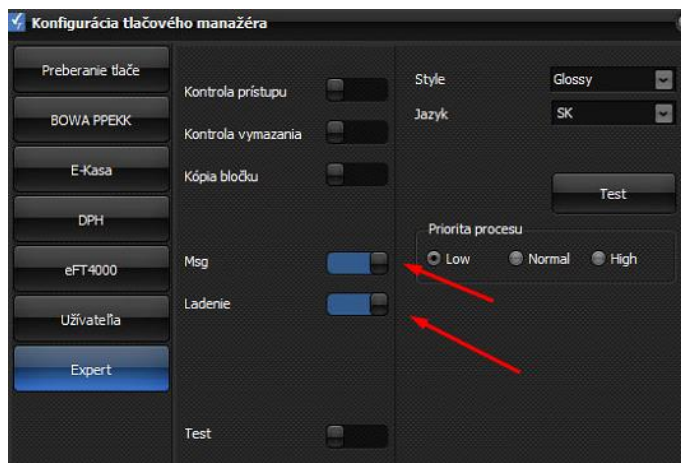 Konfigurácia tlačového manažéra
Preberanie tlače
BOWA PPEKK
E-Kasa
DPH
eFT4000
Užívatelia
Expert
Kontrola prístupu
Kontrola vymazania
Kópia bločku
Msg
Ladenie
Test
Style
Glossy
Jazyk
SK
Test
Priorita procesu
Low
Normal
High